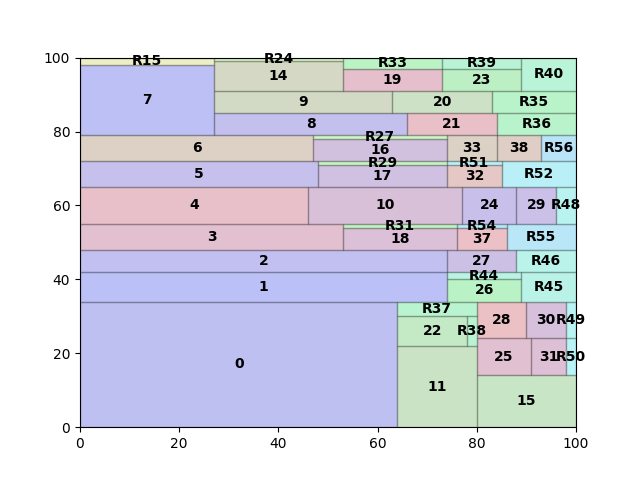 100
R15 R24 R33 R39
7 14 19 23 R40
9 20 R35
80
8 21 R36
R27
6 16 33 38 R56
R29 R51
5 17 32 R52
60
4 10 24 29 R48
R31 R54
3 18 37 R55
2 27 R46
40
R44
1 26 R45
R37
28 30 R49
22 R38
20
0 25 31 R50
11
15
0
0 20 40 60 80 100